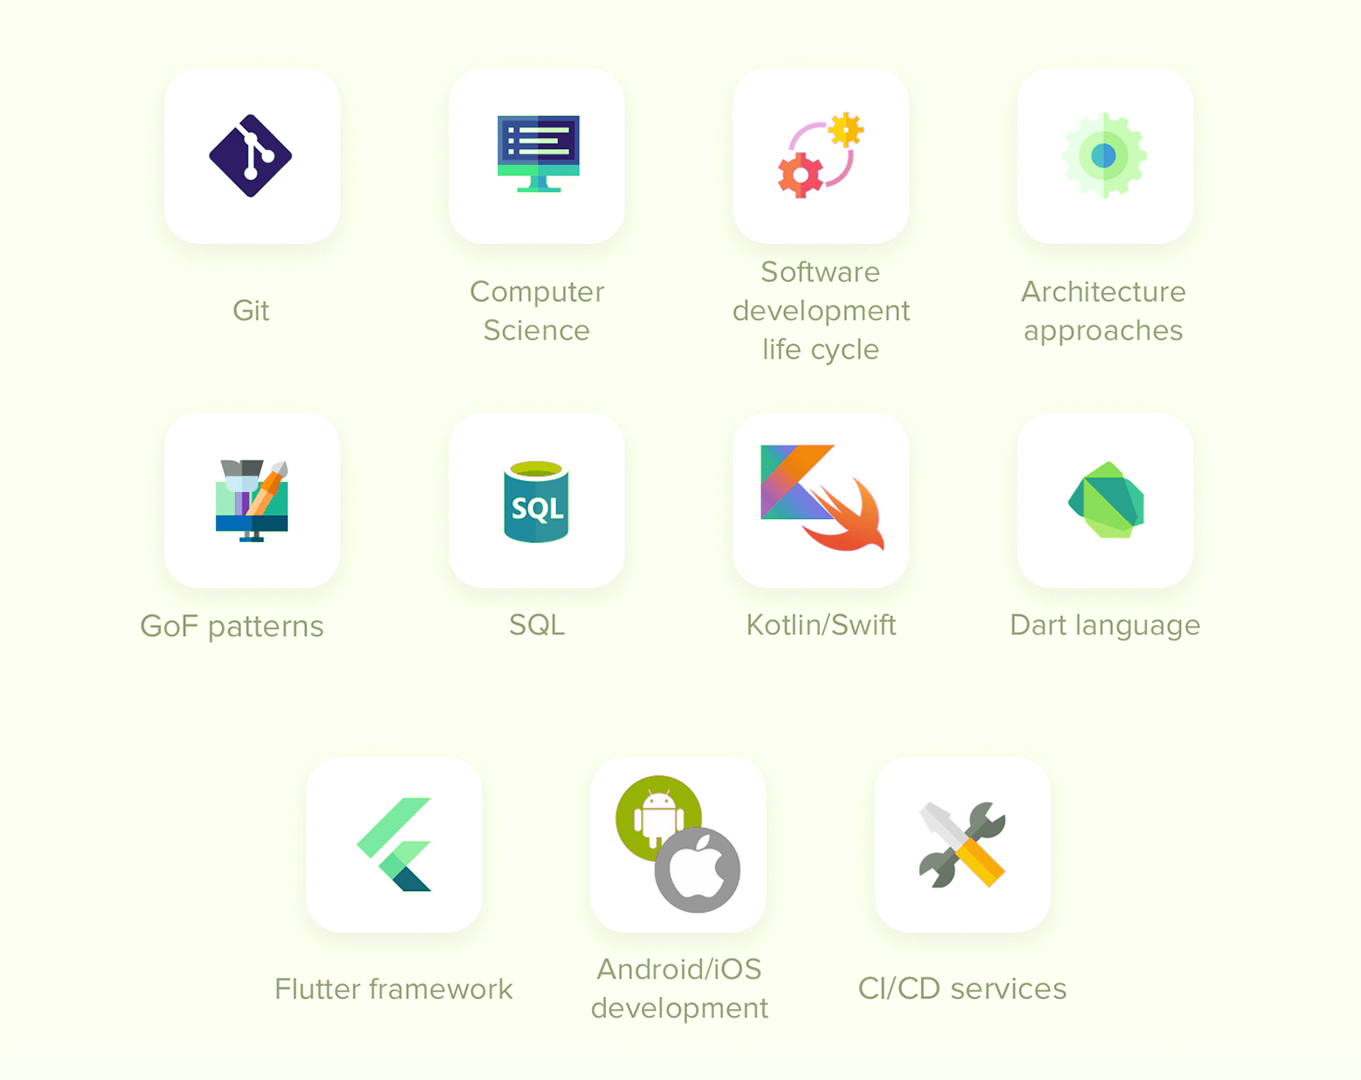 Git
Computer
Science
Software
development
life cycle
Architecture
approaches
SQL
GoF patterns
SQL
Kotlin/Swift
Dart language
Flutter framework
Android/iOS
development
CI/CD services